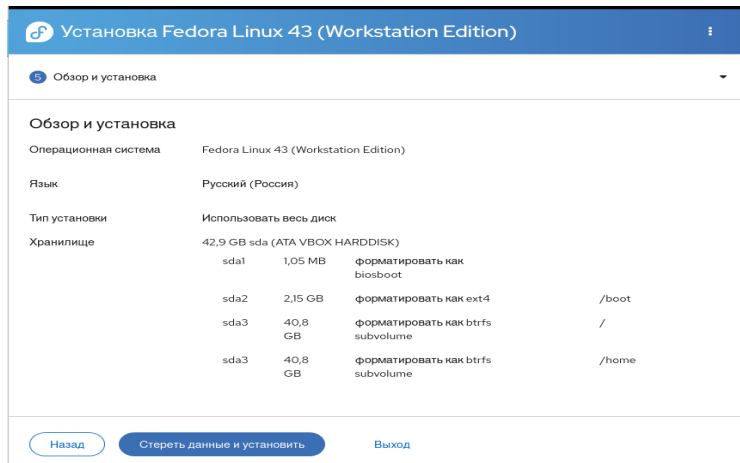 Установка Fedora Linux 43 (Workstation Edition)
5 Обзор и установка
Обзор и установка
Операционная система Fedora Linux 43 (Workstation Edition)
Язык Русский (Россия)
Тип установки Использовать весь диск
Хранилище 42,9 GB sda (ATA VBOX HARDDISK)
sda1 1,05 MB форматировать как
biosboot
sda2 2,15 GB форматировать как ext4 /boot
sda3 40,8 форматировать как btrfs /
GB subvolume
sda3 40,8 форматировать как btrfs /home
GB subvolume
Назад Стереть данные и установить Выход